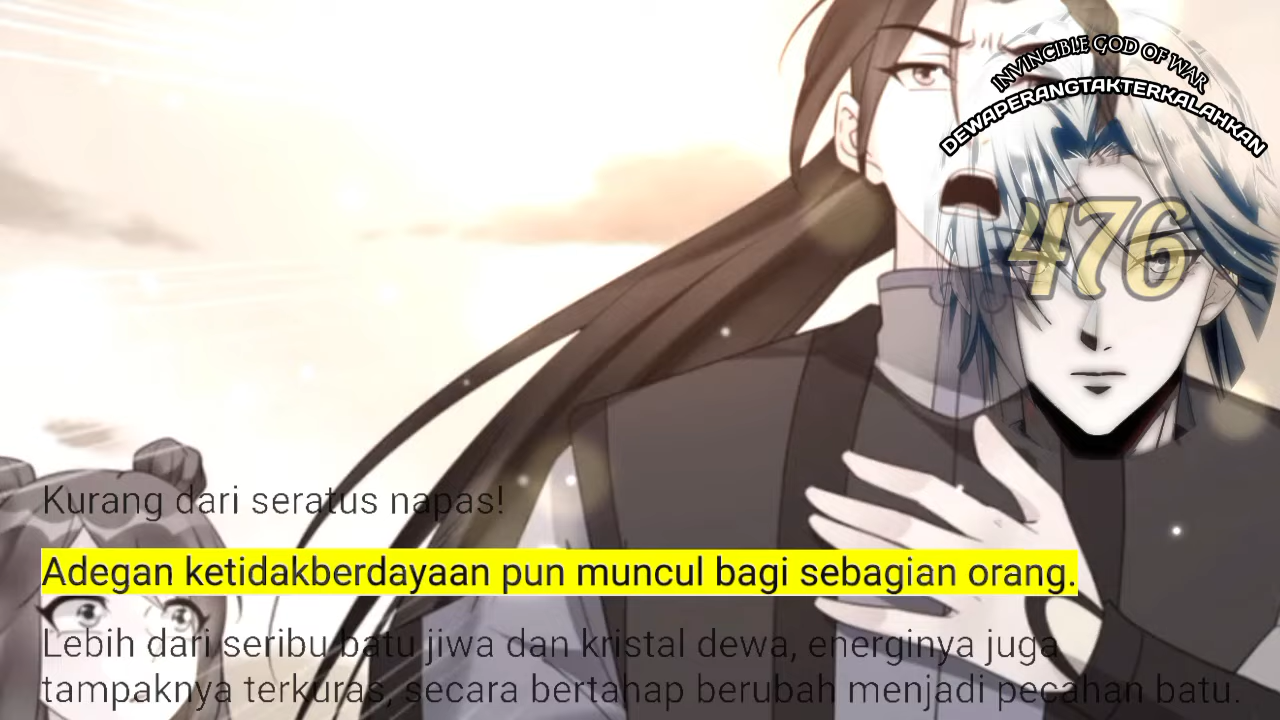 INVINCIBLE GOD OF WAR
DEWAPERANGTAKTERKALAHKAN
476
Kurang dari seratus napas!
Adegan ketidakberdayaan pun muncul bagi sebagian orang.
Lebih dari seribu batu jiwa dan kristal dewa, energinya juga
tampaknya terkuras, secara bertahap berubah menjadi pecahan batu.